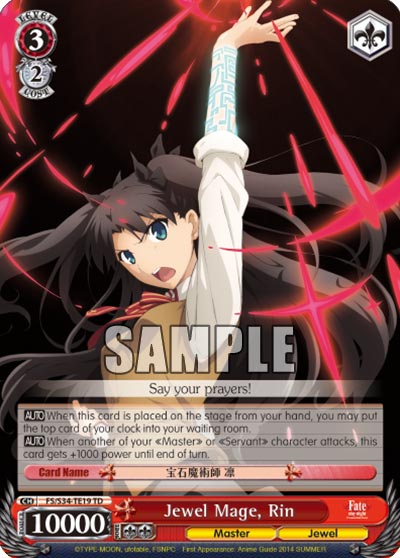 LEVEL
3
2
COST
SAMPLE
Say your prayers!
AUTO When this card is placed on the stage from your hand, you may put
the top card of your clock into your waiting room.
AUTO When another of your «Master» or «Servant» character attacks, this
card gets +1000 power until end of turn.
Card Name 宝石魔術師 凛
CH FS/S34-TE19 TD
10000
Jewel Mage, Rin
Master Jewel
Fate
©TYPE-MOON, ufotable, FSNPC First Appearance: Anime Guide 2014 SUMMER